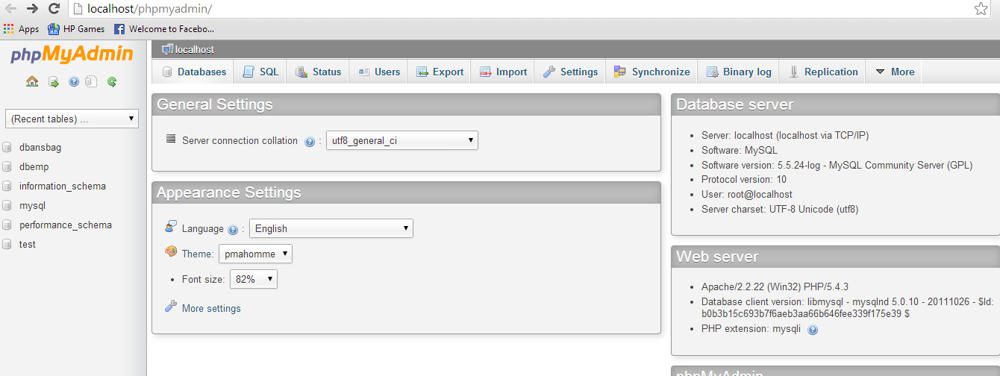 localhost/phpmyadmin/
Apps HP Games Welcome to Facebo...
phpMyAdmin
(Recent tables) ...
dbansbag
dbemp
information_schema
mysql
performance_schema
test
localhost
Databases SQL Status Users Export Import Settings Synchronize Binary log Replication More
General Settings
Server connection collation : utf8_general_ci
Appearance Settings
Language : English
Theme: pmahomme
Font size: 82%
More settings
Database server
Server: localhost (localhost via TCP/IP)
Software: MySQL
Software version: 5.5.24-log - MySQL Community Server (GPL)
Protocol version: 10
User: root@localhost
Server charset: UTF-8 Unicode (utf8)
Web server
Apache/2.2.22 (Win32) PHP/5.4.3
Database client version: libmysql - mysqlnd 5.0.10 - 20111026 - $Id:
b0b3b15c693b7f6aeb3aa66b646fee339f175e39 $
PHP extension: mysqli
phpMyAdmin